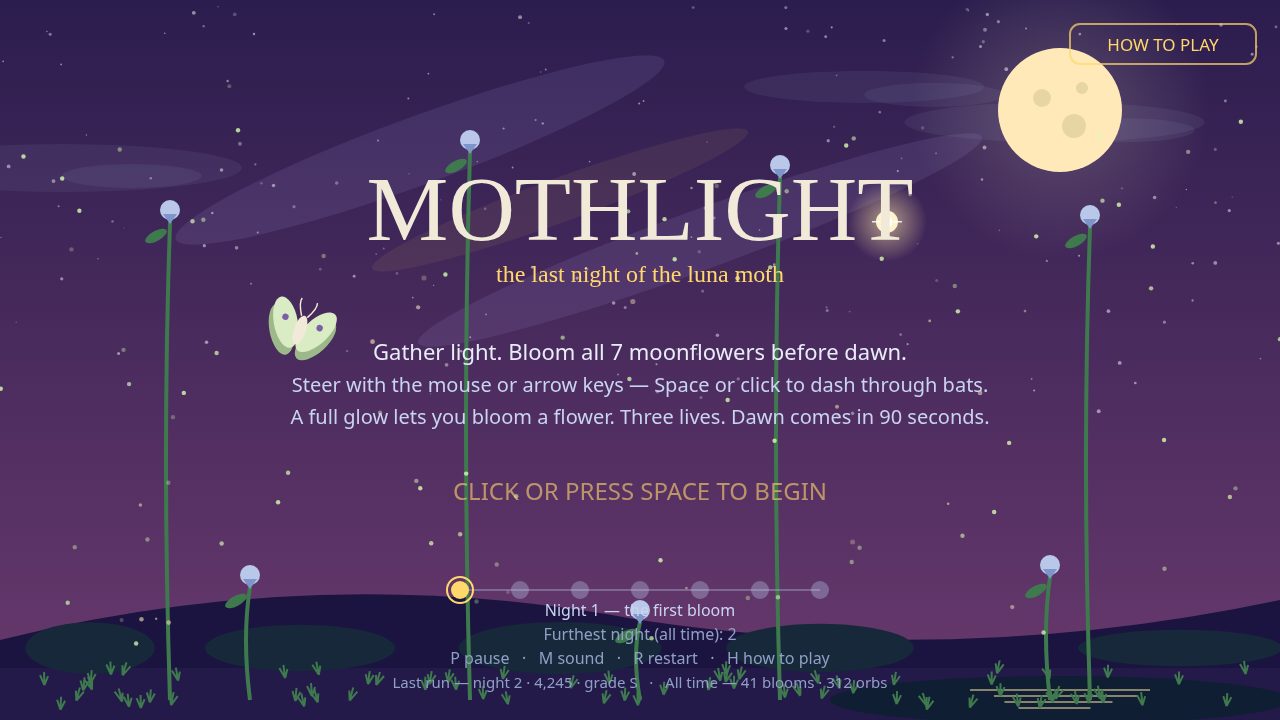 HOW TO PLAY
MOTHLIGHT
the last night of the luna moth
Gather light. Bloom all 7 moonflowers before dawn.
Steer with the mouse or arrow keys — Space or click to dash through bats.
A full glow lets you bloom a flower. Three lives. Dawn comes in 90 seconds.
CLICK OR PRESS SPACE TO BEGIN
Night 1 — the first bloom
Furthest night (all time): 2
P pause · M sound · R restart · H how to play
Last run — night 2 · 4,245 · grade S · All time — 41 blooms · 312 orbs